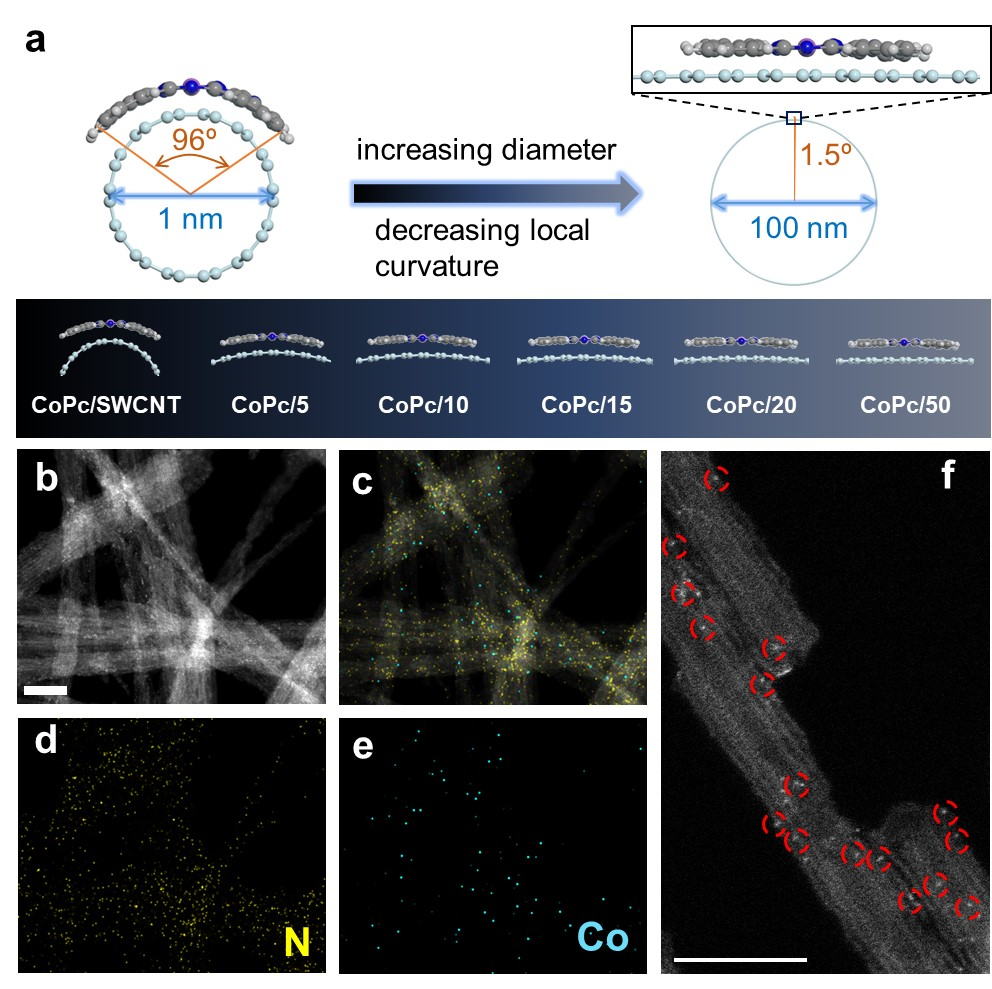 a
96º
1 nm
increasing diameter
decreasing local
curvature
1.5º
100 nm
CoPc/SWCNT
CoPc/5
CoPc/10
CoPc/15
CoPc/20
CoPc/50
b
c
f
d
N
e
Co